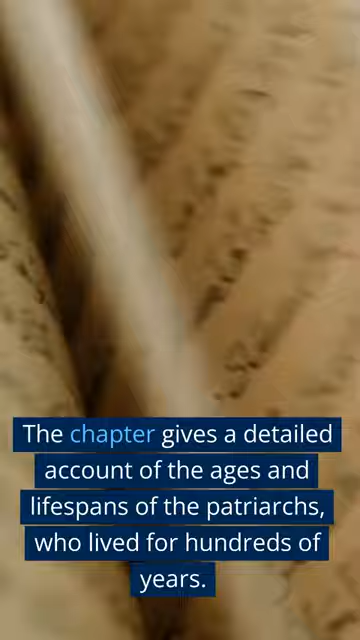 The chapter gives a detailed
account of the ages and
lifespans of the patriarchs,
who lived for hundreds of
years.